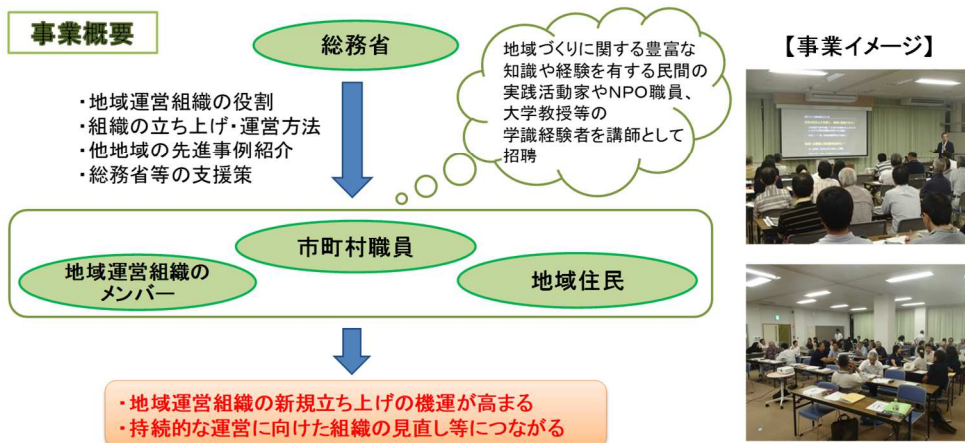 事業概要
総務省
地域づくりに関する豊富な
知識や経験を有する民間の
実践活動家やNPO職員、
大学教授等の
学識経験者を講師として
招聘
・地域運営組織の役割
・組織の立ち上げ・運営方法
・他地域の先進事例紹介
・総務省等の支援策
市町村職員
地域運営組織の
メンバー
地域住民
・地域運営組織の新規立ち上げの機運が高まる
・持続的な運営に向けた組織の見直し等につながる
【事業イメージ】